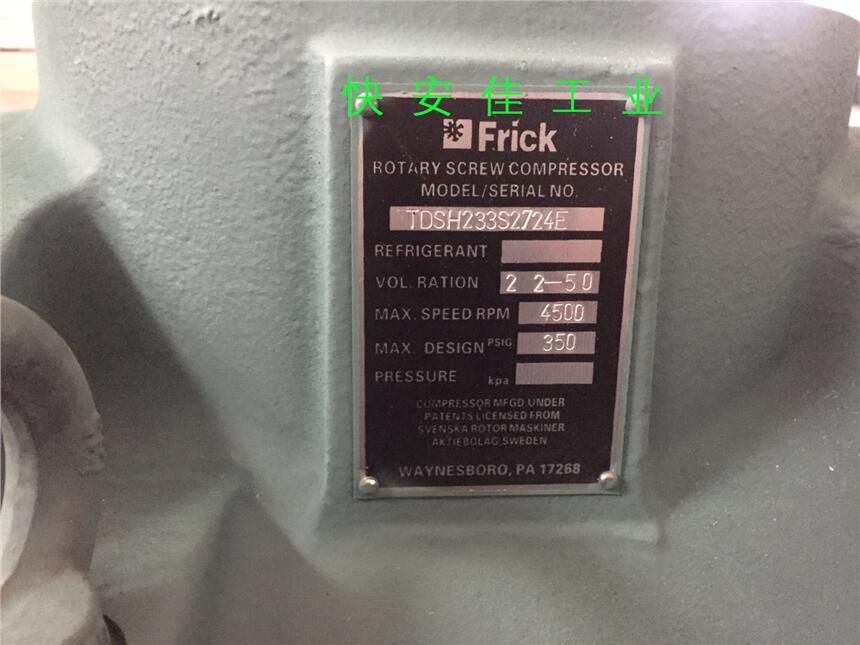 快安佳工业
Frick
ROTARY SCREW COMPRESSOR
MODEL/SERIAL NO.
TDSH233S2724E
REFRIGERANT
VOL. RATION 2 2-50
MAX. SPEED RPM 4500
MAX. DESIGN PSIG 350
PRESSURE kpa
COMPRESSOR MFGD UNDER
PATENTS LICENSED FROM
SVENSKA ROTOR MASKINER
AKTIEBOLAG SWEDEN
WAYNESBORO, PA 17268